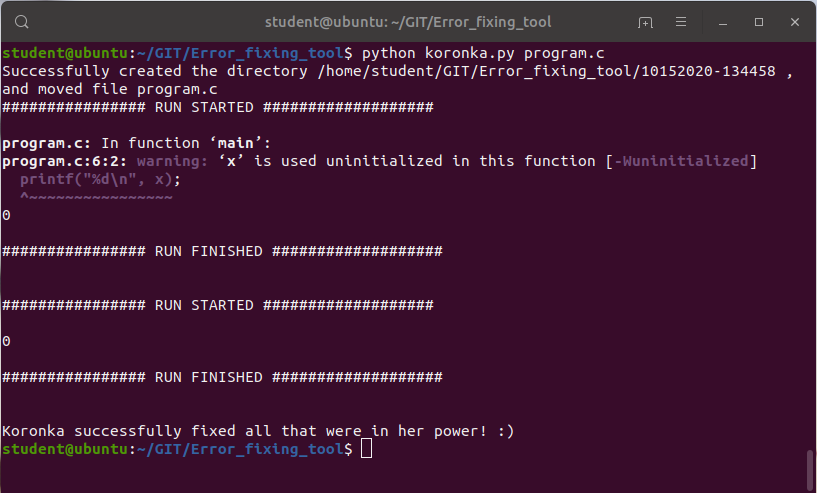 student@ubuntu: ~/GIT/Error_fixing_tool
student@ubuntu:~/GIT/Error_fixing_tool$ python koronka.py program.c
Successfully created the directory /home/student/GIT/Error_fixing_tool/10152020-134458 ,
and moved file program.c
################ RUN STARTED ###################
program.c: In function ‘main’:
program.c:6:2: warning: ‘x’ is used uninitialized in this function [-Wuninitialized]
  printf("%d\n", x);
  ^~~~~~~~~~~~~~~~~
0
################ RUN FINISHED ###################
################ RUN STARTED ###################
0
################ RUN FINISHED ###################
Koronka successfully fixed all that were in her power! :)
student@ubuntu:~/GIT/Error_fixing_tool$